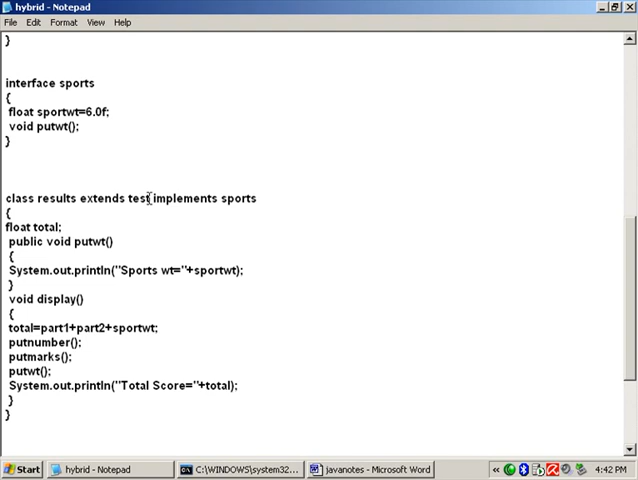 hybrid - Notepad
File Edit Format View Help
}
interface sports
{
float sportwt=6.0f;
void putwt();
}
class results extends test implements sports
{
float total;
public void putwt()
{
System.out.println("Sports wt="+sportwt);
}
void display()
{
total=part1+part2+sportwt;
putnumber();
putmarks();
putwt();
System.out.println("Total Score="+total);
}
}
Start hybrid - Notepad C:\WINDOWS\system32... javanotes - Microsoft Word « 4:42 PM